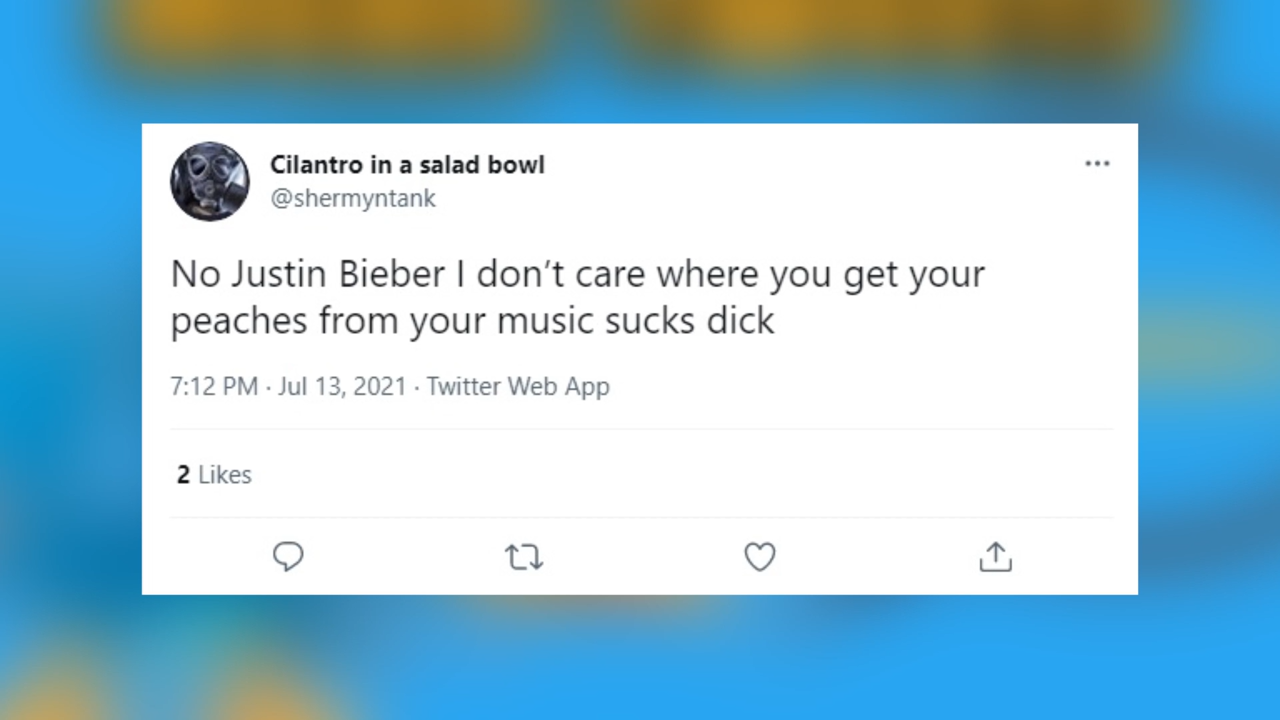 Cilantro in a salad bowl
@shermyntank
No Justin Bieber I don’t care where you get your
peaches from your music sucks dick
7:12 PM · Jul 13, 2021 · Twitter Web App
2 Likes